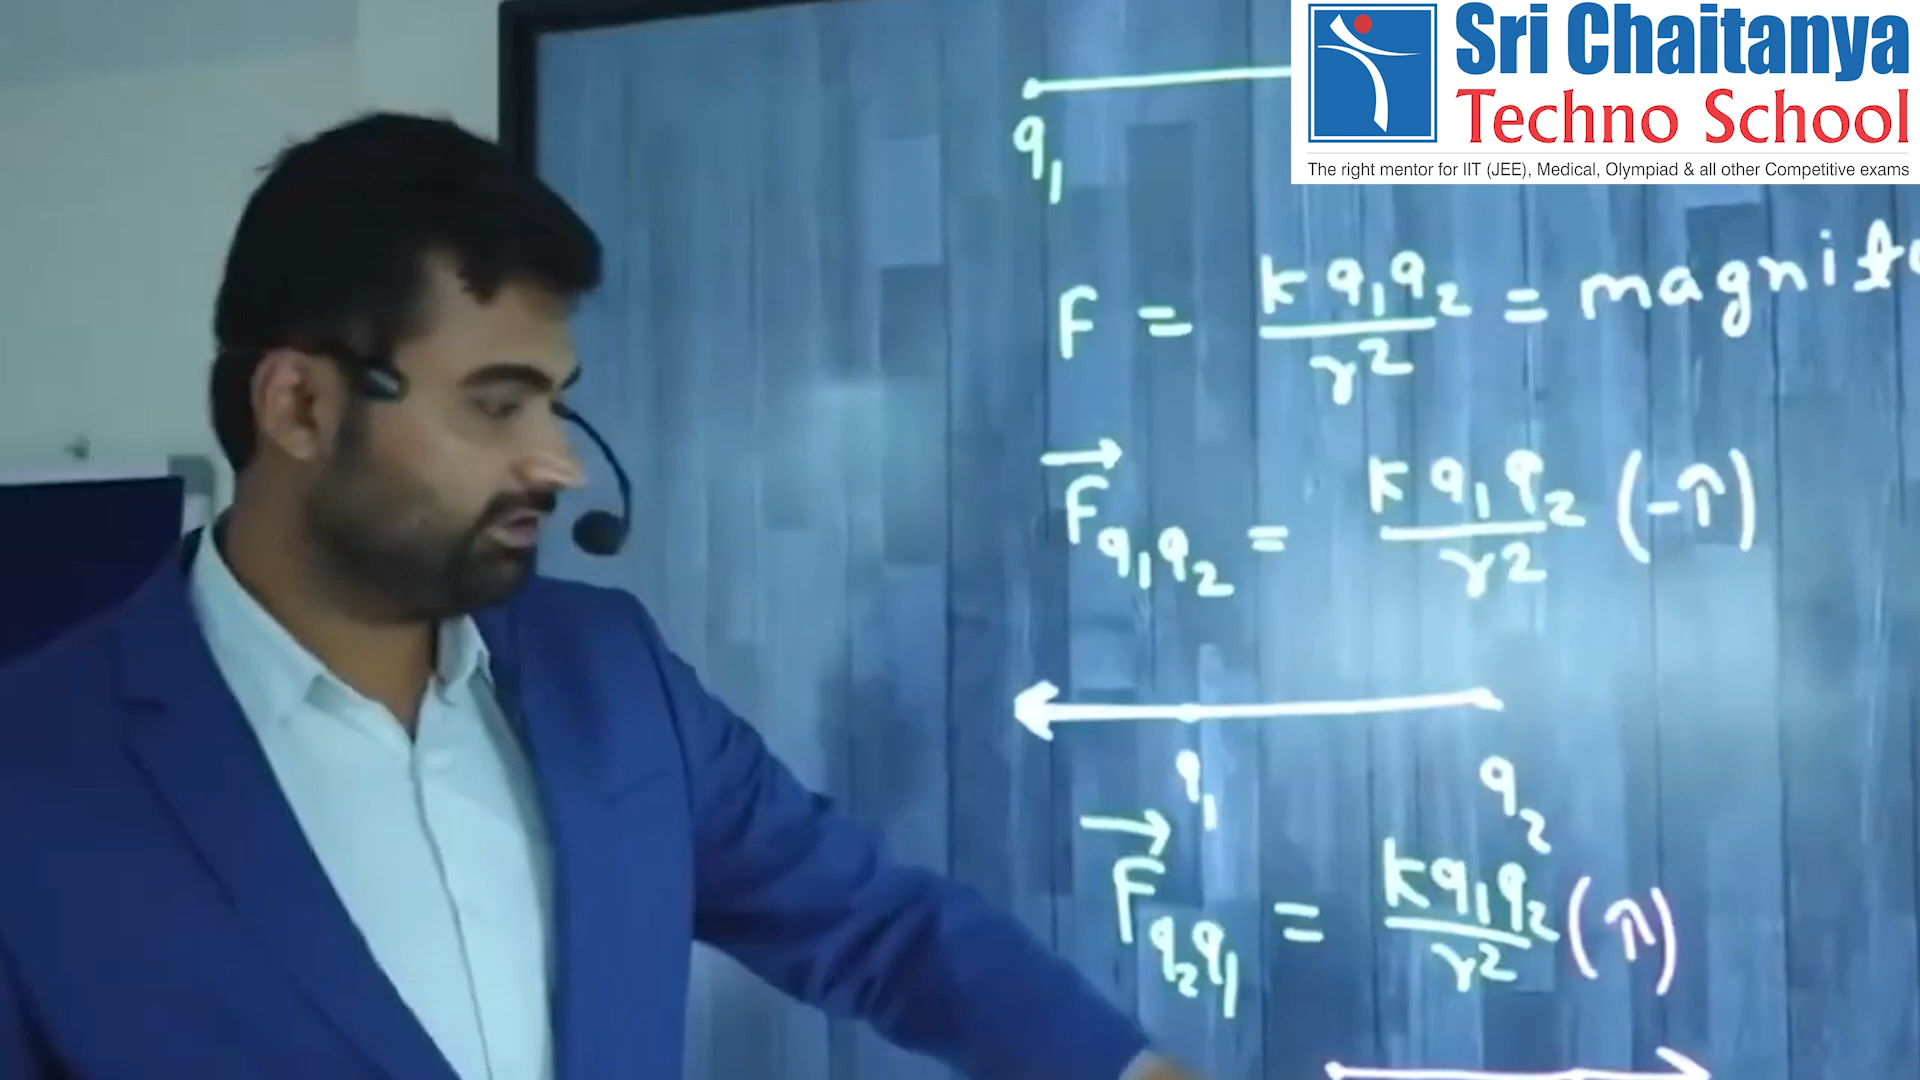 Sri Chaitanya
Techno School
The right mentor for IIT (JEE), Medical, Olympiad & all other Competitive exams
q₁
F = kq₁q₂/r² =
F⃗q₁q₂ = kq₁q₂/r² (-r̂)
q₁ q₂
F⃗q₂q₁ = kq₁q₂/r² (r̂)